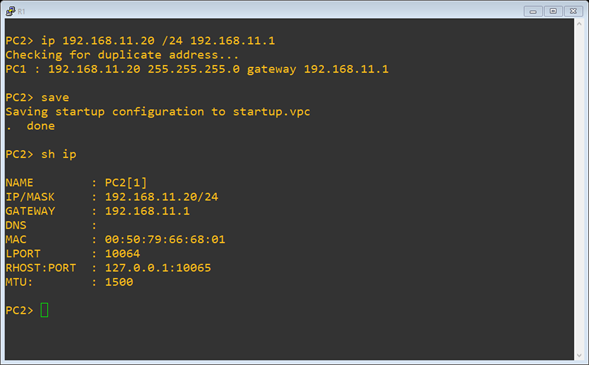 R1
PC2> ip 192.168.11.20 /24 192.168.11.1
Checking for duplicate address...
PC1 : 192.168.11.20 255.255.255.0 gateway 192.168.11.1
PC2> save
Saving startup configuration to startup.vpc
.  done
PC2> sh ip
NAME        : PC2[1]
IP/MASK     : 192.168.11.20/24
GATEWAY     : 192.168.11.1
DNS         :
MAC         : 00:50:79:66:68:01
LPORT       : 10064
RHOST:PORT  : 127.0.0.1:10065
MTU:        : 1500
PC2>